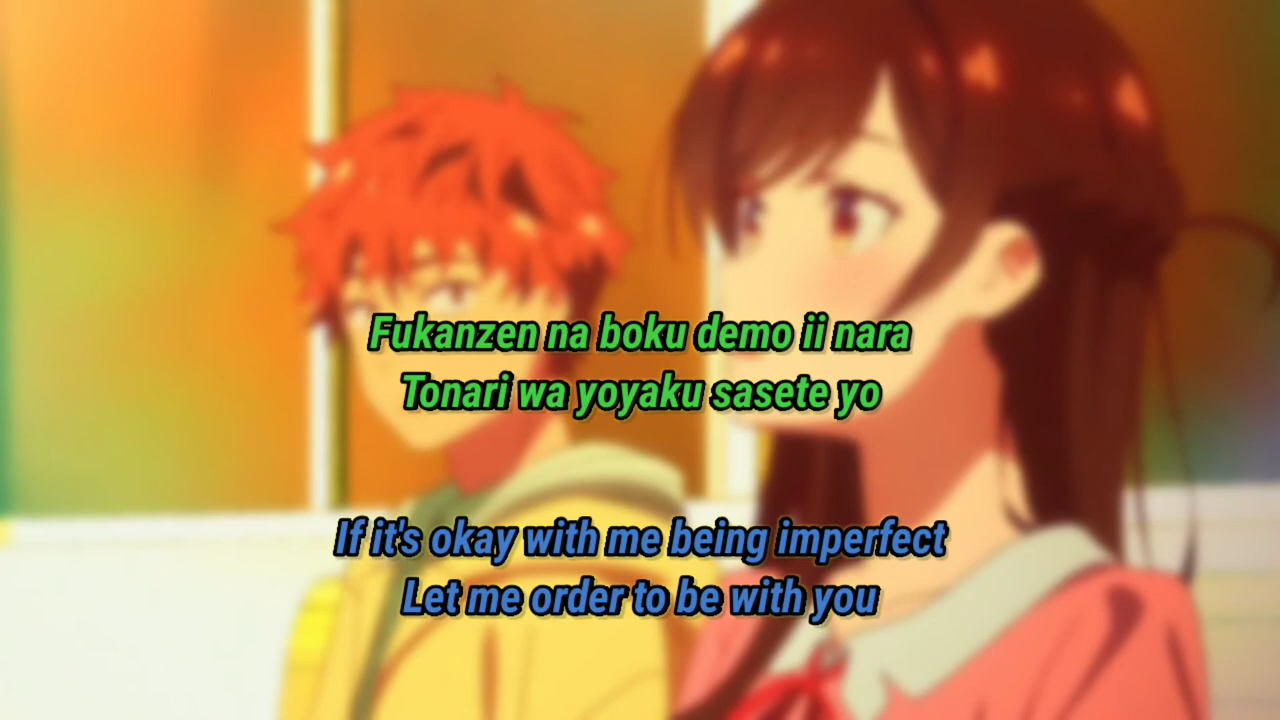 Fukanzen na boku demo ii nara
Tonari wa yoyaku sasete yo
If it's okay with me being imperfect
Let me order to be with you